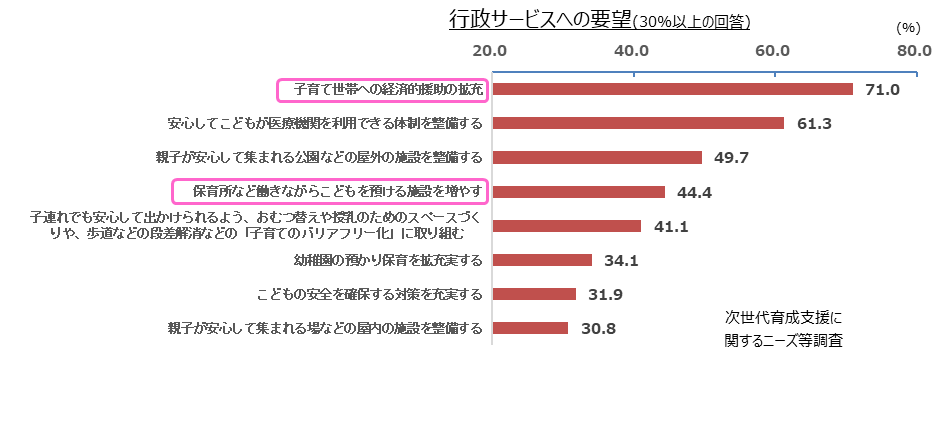 行政サービスへの要望(30%以上の回答)
(%)
20.0 40.0 60.0 80.0
子育て世帯への経済的援助の拡充 71.0
安心してこどもが医療機関を利用できる体制を整備する 61.3
親子が安心して集まれる公園などの屋外の施設を整備する 49.7
保育所など働きながらこどもを預ける施設を増やす 44.4
子連れでも安心して出かけられるよう、おむつ替えや授乳のためのスペースづく
りや、歩道などの段差解消などの「子育てのバリアフリー化」に取り組む 41.1
幼稚園の預かり保育を拡充実する 34.1
こどもの安全を確保する対策を充実する 31.9
親子が安心して集まれる場などの屋内の施設を整備する 30.8
次世代育成支援に
関するニーズ等調査